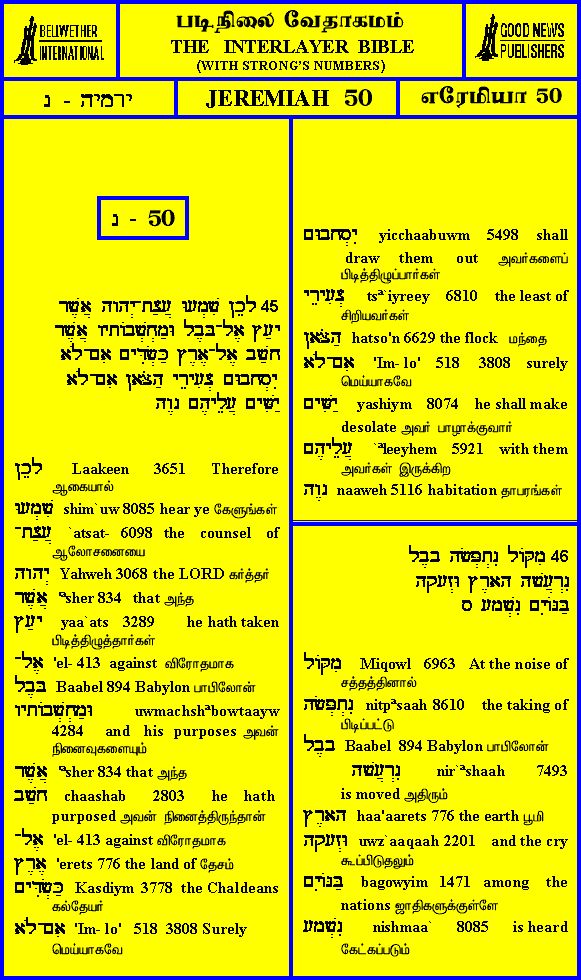 BELLWETHER
INTERNATIONAL
படிநிலை வேதாகமம்
THE INTERLAYER BIBLE
(WITH STRONG'S NUMBERS)
GOOD NEWS
PUBLISHERS
ירמיה - נ
JEREMIAH 50
எரேமியா 50
נ - 50
45 לָכֵן שִׁמְעוּ עֲצַת־יְהוָה אֲשֶׁר
יָעַץ אֶל־בָּבֶל וּמַחְשְׁבוֹתָיו אֲשֶׁר
חָשַׁב אֶל־אֶרֶץ כַּשְׂדִּים אִם־לֹא
יִסְחָבוּם צְעִירֵי הַצֹּאן אִם־לֹא
יַשִּׁים עֲלֵיהֶם נָוֶה
לָכֵן Laakeen 3651 Therefore
ஆகையால்
שִׁמְעוּ shim`uw 8085 hear ye கேளுங்கள்
עֲצַת־ `atsat- 6098 the counsel of
ஆலோசனையை
יְהוָה Yahweh 3068 the LORD கர்த்தர்
אֲשֶׁר ªsher 834 that அந்த
יָעַץ yaa`ats 3289 he hath taken
பிடித்திழுத்தார்கள்
אֶל־ 'el- 413 against விரோதமாக
בָּבֶל Baabel 894 Babylon பாபிலோன்
וּמַחְשְׁבוֹתָיו uwmachshªbowtaayw
4284 and his purposes அவன்
நினைவுகளையும்
אֲשֶׁר ªsher 834 that அந்த
חָשַׁב chaashab 2803 he hath
purposed அவன் நினைத்திருந்தான்
אֶל־ 'el- 413 against விரோதமாக
אֶרֶץ 'erets 776 the land of தேசம்
כַּשְׂדִּים Kasdiym 3778 the Chaldeans
கல்தேயர்
אִם־לֹא 'Im- lo' 518 3808 Surely
மெய்யாகவே
יִסְחָבוּם yicchaabuwm 5498 shall
draw them out அவர்களைப்
பிடித்திழுப்பார்கள்
צְעִירֵי tsª`iyreey 6810 the least of
சிறியவர்கள்
הַצֹּאן hatso'n 6629 the flock மந்தை
אִם־לֹא 'Im- lo' 518 3808 surely
மெய்யாகவே
יַשִּׁים yashiym 8074 he shall make
desolate அவர் பாழாக்குவார்
עֲלֵיהֶם `ªleeyhem 5921 with them
அவர்கள் இருக்கிற
נָוֶה naaweh 5116 habitation தாபரங்கள்
46 מִקּוֹל נִתְפְּשָׂה בָבֶל
נִרְעֲשָׁה הָאָרֶץ וּזְעָקָה
בַּגּוֹיִם נִשְׁמָע ס
מִקּוֹל Miqowl 6963 At the noise of
சத்தத்தினால்
נִתְפְּשָׂה nitpªsaah 8610 the taking of
பிடிப்பட்டு
בָבֶל Baabel 894 Babylon பாபிலோன்
נִרְעֲשָׁה nir`ªshaah 7493
is moved அதிரும்
הָאָרֶץ haa'aarets 776 the earth பூமி
וּזְעָקָה uwz`aaqaah 2201 and the cry
கூப்பிடுதலும்
בַּגּוֹיִם bagowyim 1471 among the
nations ஜாதிகளுக்குள்ளே
נִשְׁמָע nishmaa` 8085 is heard
கேட்கப்படும்